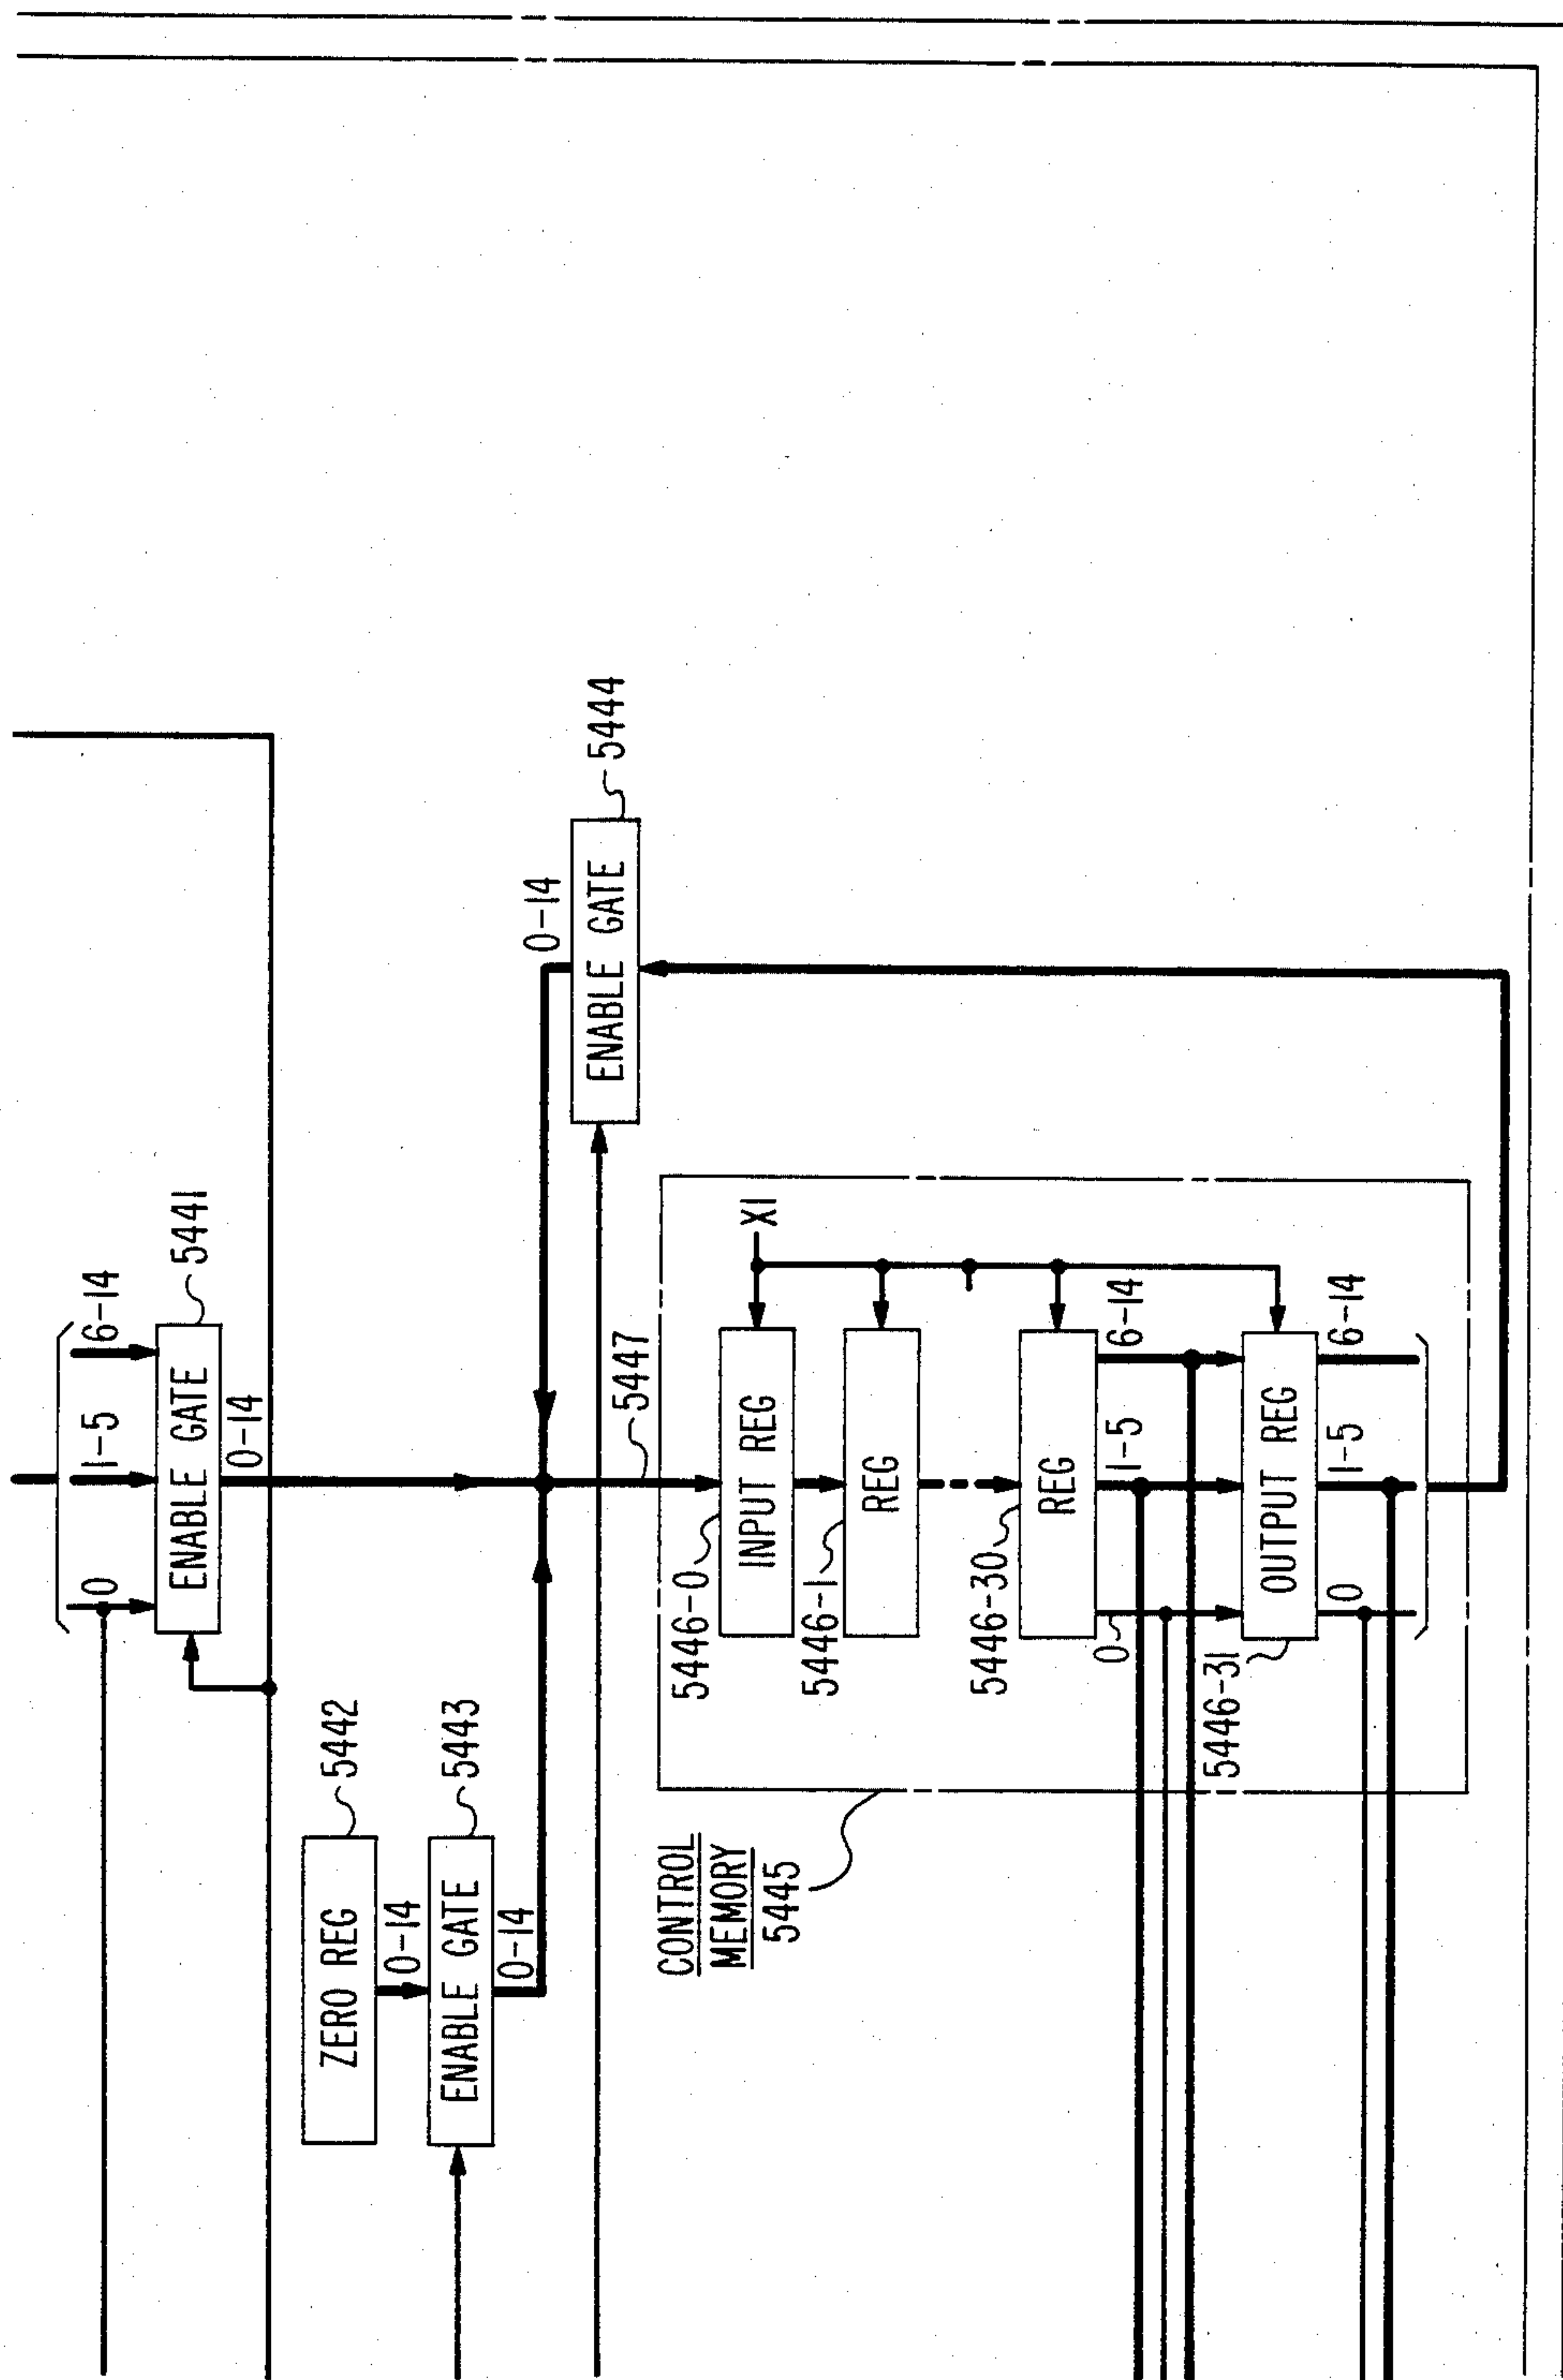 0
1-5
6-14
ENABLE GATE
5441
0-14
ZERO REG
5442
0-14
ENABLE GATE
5443
0-14
0-14
ENABLE GATE
5444
5447
CONTROL
MEMORY
5445
X1
5446-0
INPUT REG
5446-1
REG
5446-30
REG
0
1-5
6-14
5446-31
OUTPUT REG
0
1-5
6-14